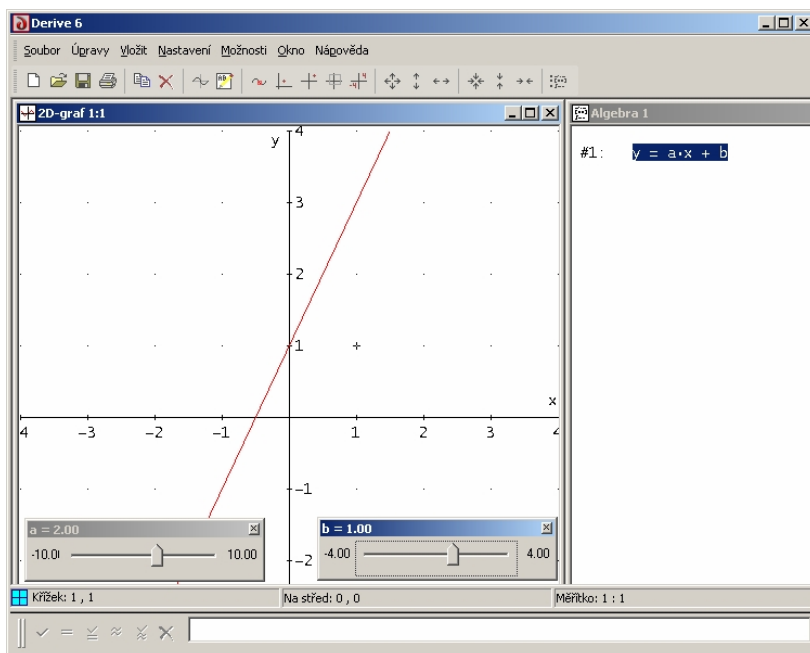 Derive 6
Soubor Úpravy Vložit Nastavení Možnosti Okno Nápověda
2D-graf 1:1
Algebra 1
#1: y = a·x + b
y
4
3
2
1
x
4 -3 -2 -1 1 2 3 4
-1
-2
a = 2.00
-10.0 10.00
b = 1.00
-4.00 4.00
Křížek: 1 , 1 Na střed: 0 , 0 Měřítko: 1 : 1